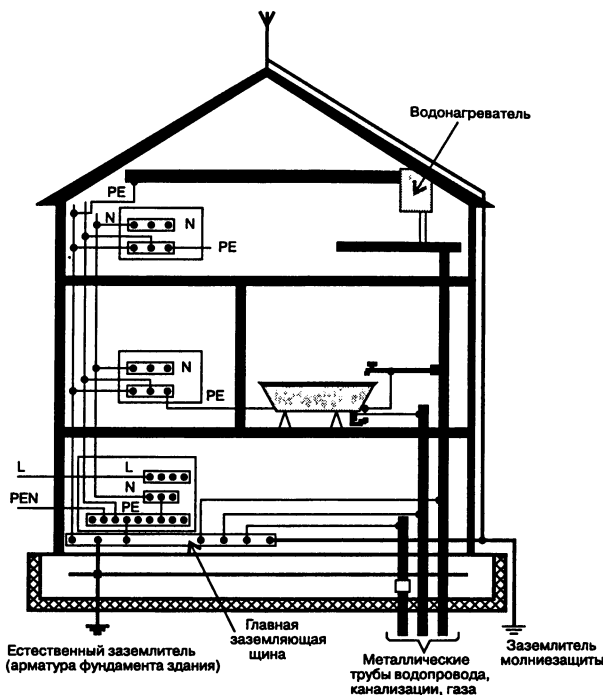 Водонагреватель
PE
N
N
PE
N
PE
L
L
N
PEN
PE
Главная
заземляющая
щина
Естественный заземлитель
(арматура фундамента здания)
Металлические
трубы водопровода,
канализации, газа
Заземлитель
молниезащиты